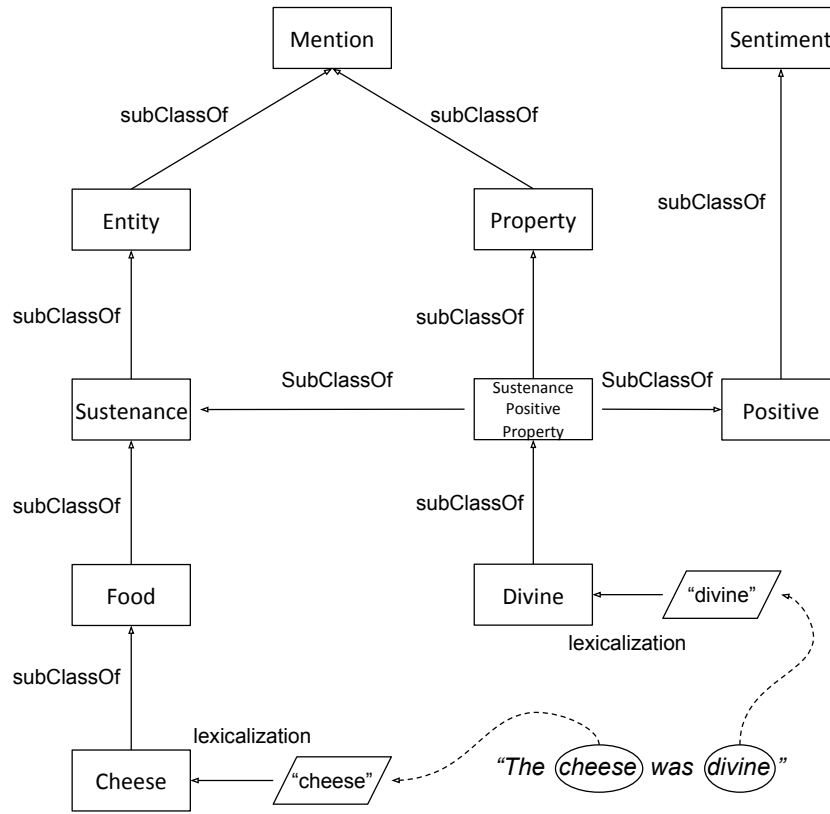 Mention
Sentiment
subClassOf
subClassOf
subClassOf
Entity
Property
subClassOf
subClassOf
SubClassOf
SubClassOf
Sustenance
Sustenance
Positive
Property
Positive
subClassOf
subClassOf
Food
Divine
“divine”
lexicalization
subClassOf
lexicalization
Cheese
“cheese”
“The cheese was divine”